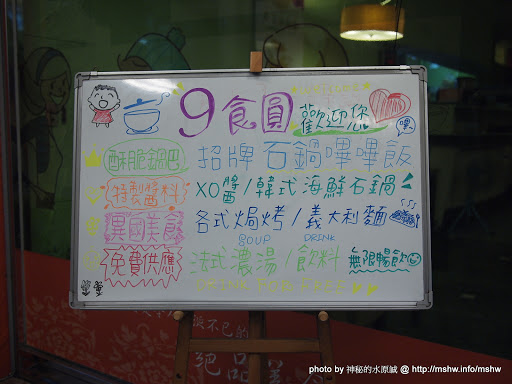 9食圓 歡迎您
嘿
酥脆鍋巴 招牌石鍋嗶嗶飯
特製醬料 XO醬/韓式海鮮石鍋
異國美食 各式焗烤/義大利麵
SOUP DRINK
免費供應 法式濃湯/飲料 無限暢飲
photo by 神秘的水原誠 @ http://mshw.info/mshw